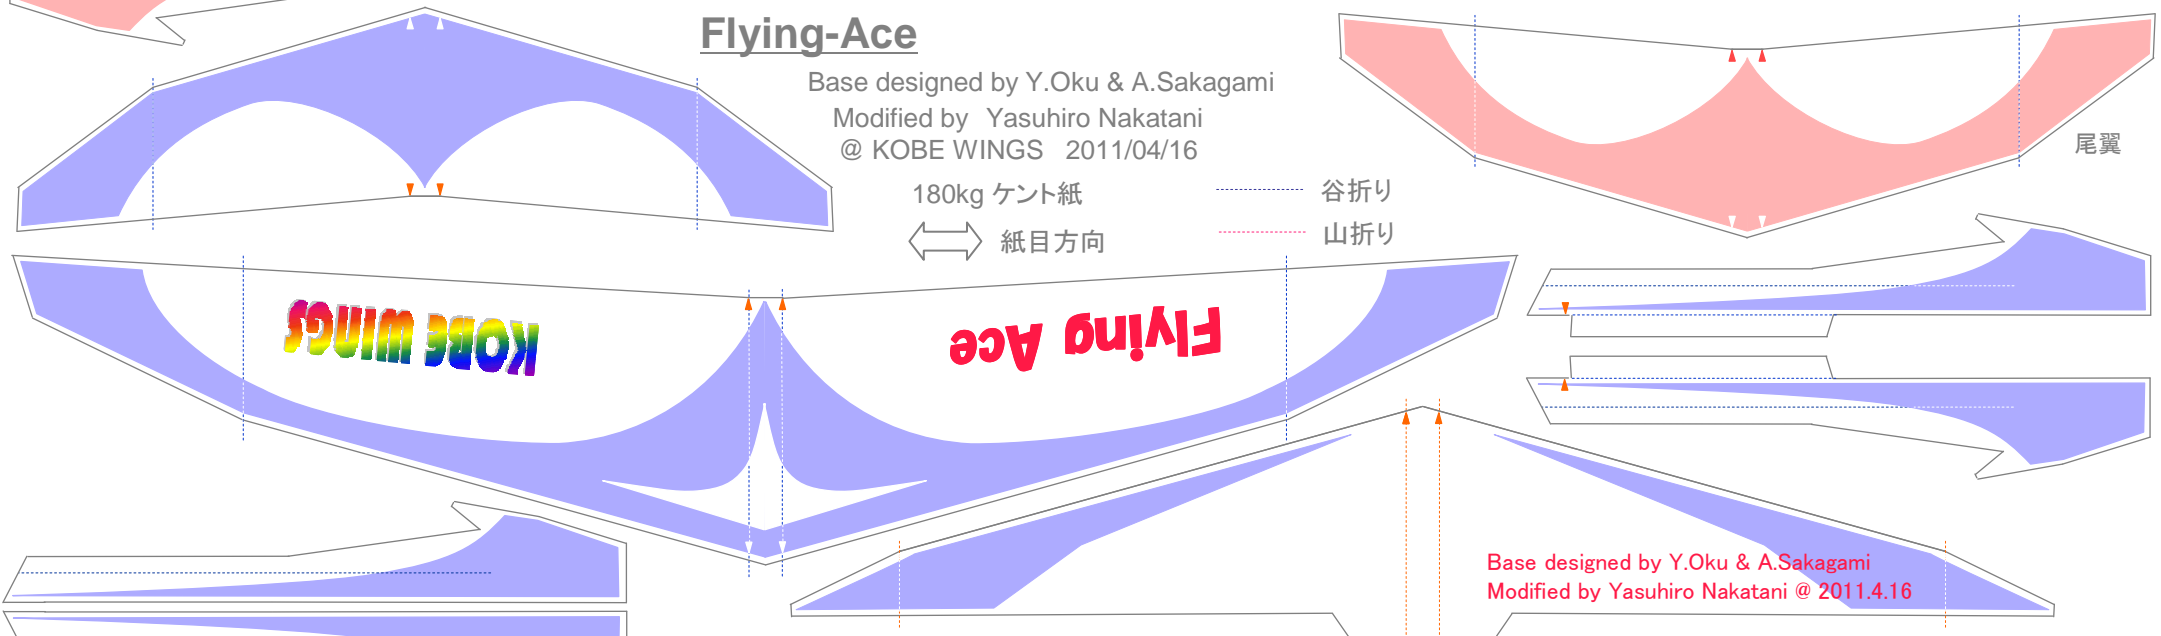 Flying-Ace
Base designed by Y.Oku & A.Sakagami
Modified by Yasuhiro Nakatani
@ KOBE WINGS 2011/04/16
尾翼
180kg ケント紙
谷折り
紙目方向
山折り
KOBE WINGS
Flying Ace
Base designed by Y.Oku & A.Sakagami
Modified by Yasuhiro Nakatani @ 2011.4.16